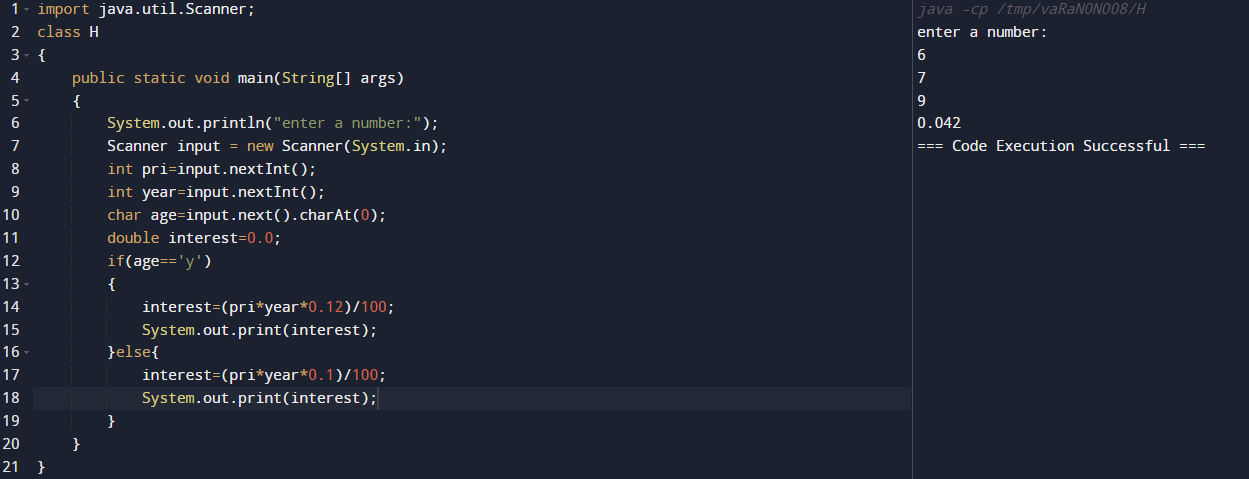 1 import java.util.Scanner;
2 class H
3 {
4     public static void main(String[] args)
5     {
6         System.out.println("enter a number:");
7         Scanner input = new Scanner(System.in);
8         int pri=input.nextInt();
9         int year=input.nextInt();
10         char age=input.next().charAt(0);
11         double interest=0.0;
12         if(age=='y')
13         {
14             interest=(pri*year*0.12)/100;
15             System.out.print(interest);
16         }else{
17             interest=(pri*year*0.1)/100;
18             System.out.print(interest);
19         }
20     }
21 }
java -cp /tmp/vaRaN0NOO8/H
enter a number:
6
7
9
0.042
=== Code Execution Successful ===